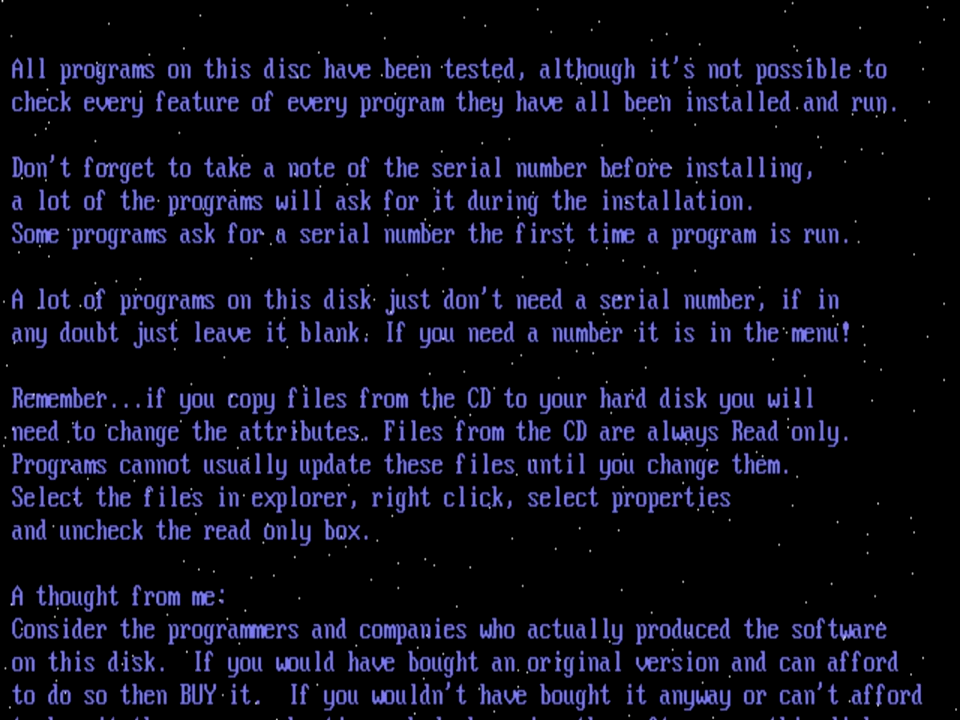 All programs on this disc have been tested, although it's not possible to
check every feature of every program they have all been installed and run.
Don't forget to take a note of the serial number before installing,
a lot of the programs will ask for it during the installation.
Some programs ask for a serial number the first time a program is run.
A lot of programs on this disk just don't need a serial number, if in
any doubt just leave it blank. If you need a number it is in the menu!
Remember...if you copy files from the CD to your hard disk you will
need to change the attributes. Files from the CD are always Read only.
Programs cannot usually update these files until you change them.
Select the files in explorer, right click, select properties
and uncheck the read only box.
A thought from me:
Consider the programmers and companies who actually produced the software
on this disk.  If you would have bought an original version and can afford
to do so then BUY it.  If you wouldn't have bought it anyway or can't afford